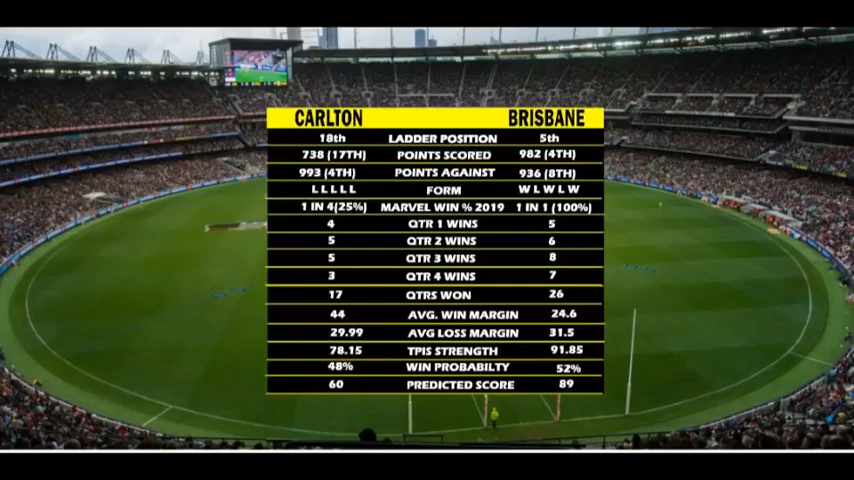 CARLTON BRISBANE
18th LADDER POSITION 5th
738 (17TH) POINTS SCORED 982 (4TH)
993 (4TH) POINTS AGAINST 936 (8TH)
L L L L L FORM W L W L W
1 IN 4(25%) MARVEL WIN % 2019 1 IN 1 (100%)
4 QTR 1 WINS 5
5 QTR 2 WINS 6
5 QTR 3 WINS 8
3 QTR 4 WINS 7
17 QTRS WON 26
44 AVG. WIN MARGIN 24.6
29.99 AVG LOSS MARGIN 31.5
78.15 TPIS STRENGTH 91.85
48% WIN PROBABILTY 52%
60 PREDICTED SCORE 89